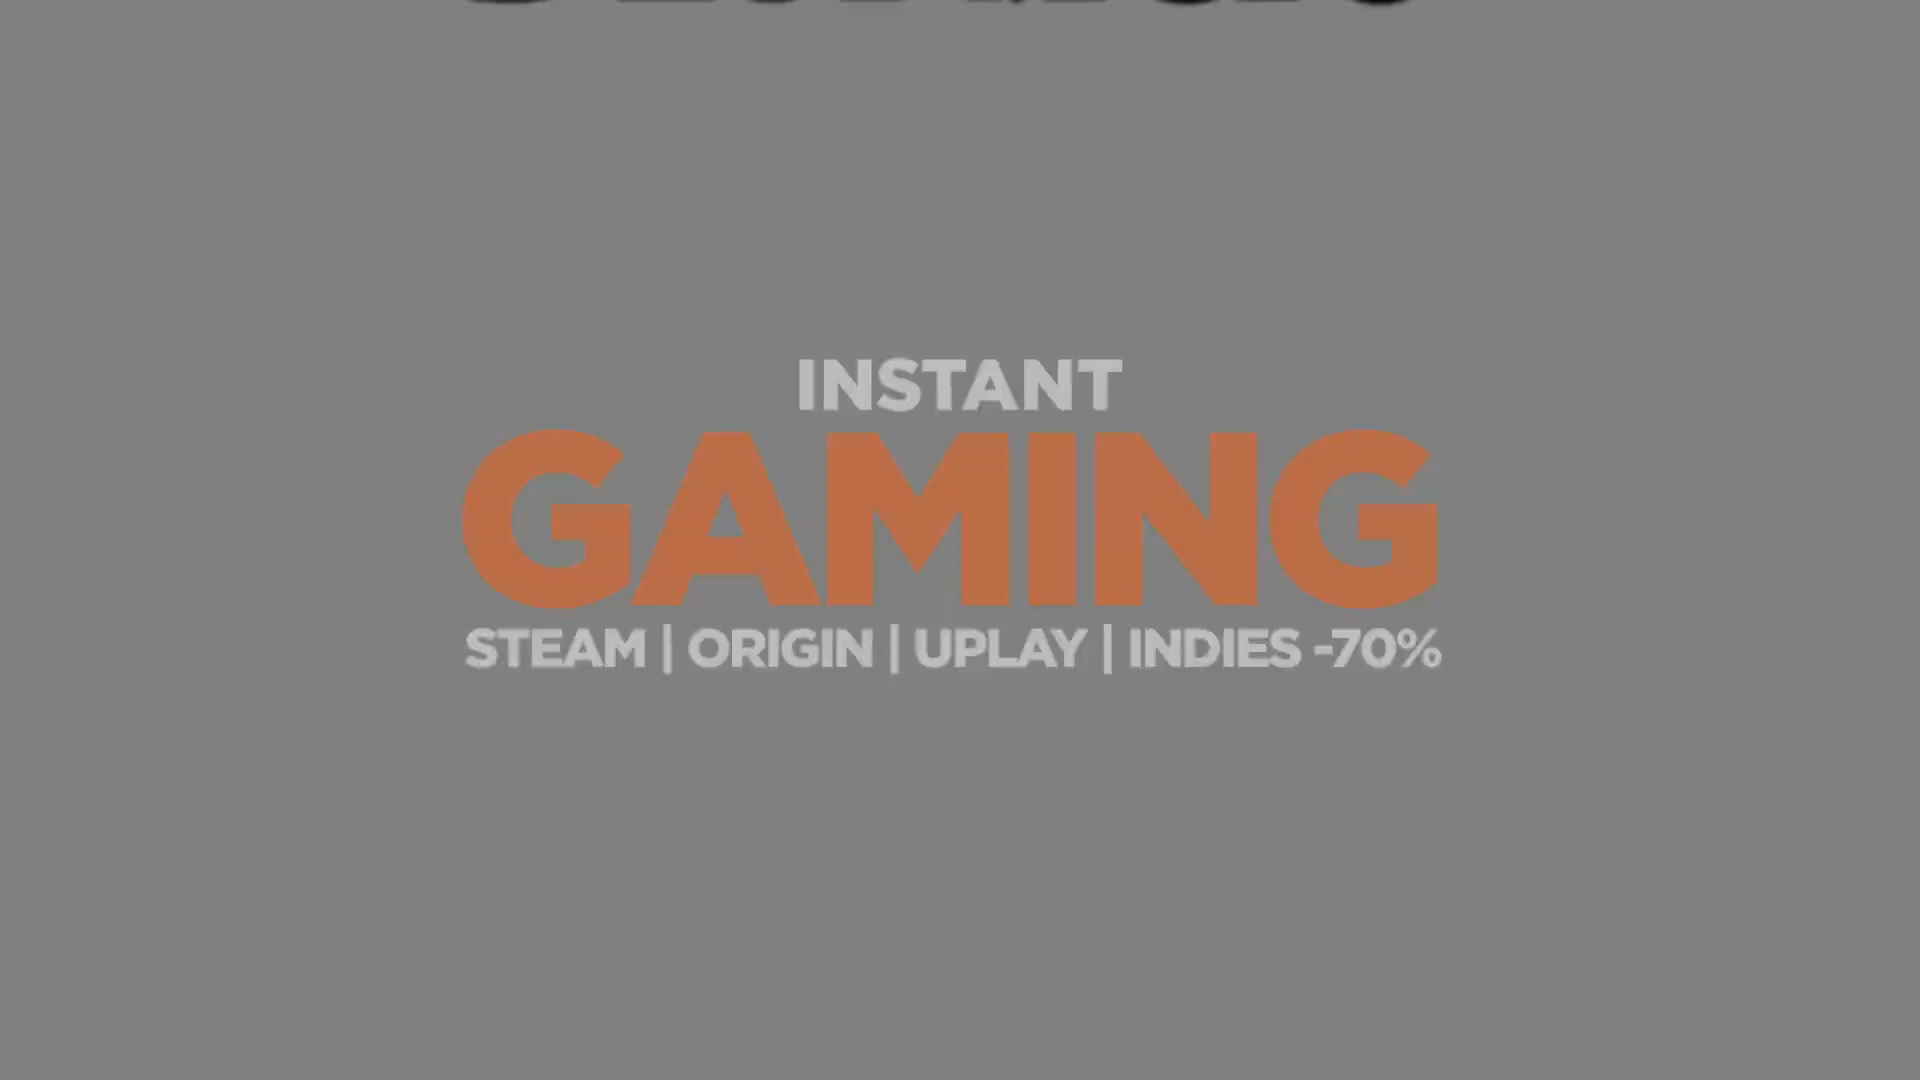 INSTANT
GAMING
STEAM | ORIGIN | UPLAY | INDIES -70%